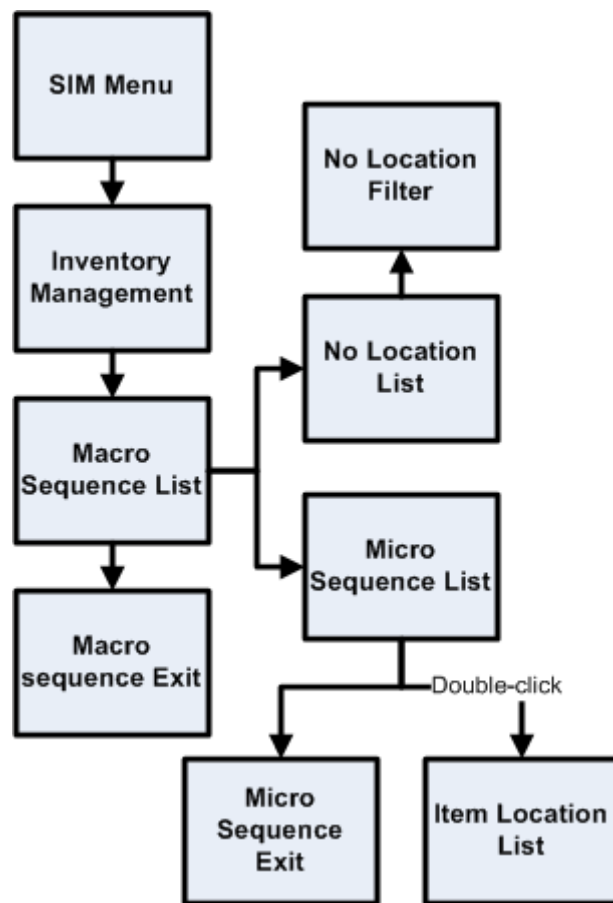 SIM Menu
Inventory
Management
Macro
Sequence List
Macro
sequence Exit
No Location
Filter
No Location
List
Micro
Sequence List
Double-click
Micro
Sequence
Exit
Item Location
List